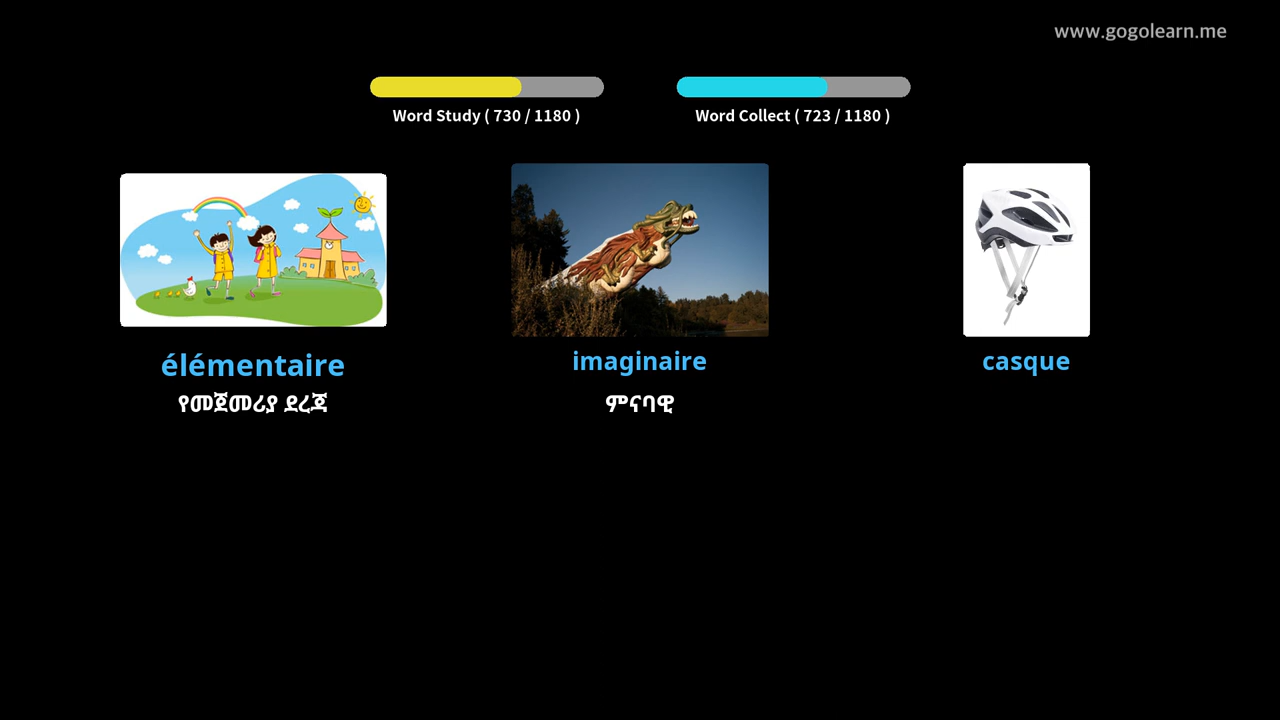 www.gogolearn.me
Word Study ( 730 / 1180 )
Word Collect ( 723 / 1180 )
élémentaire
የመጀመሪያ ደረጃ
imaginaire
ምናባዊ
casque